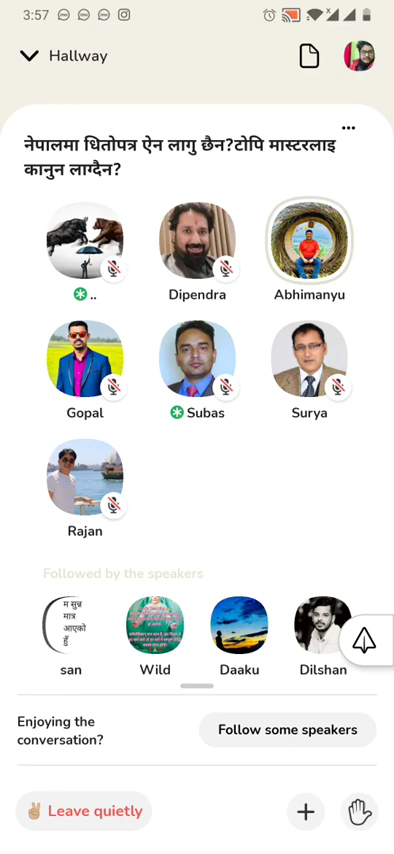 3:57
Hallway
नेपालमा धितोपत्र ऐन लागु छैन?टोपि मास्टरलाइ
कानुन लाग्दैन?
..
Dipendra
Abhimanyu
Gopal
Subas
Surya
Rajan
Followed by the speakers
म सुन्न
मात्र
आएको
हुँ
san
Wild
Daaku
Dilshan
Enjoying the
conversation?
Follow some speakers
✌🏽 Leave quietly